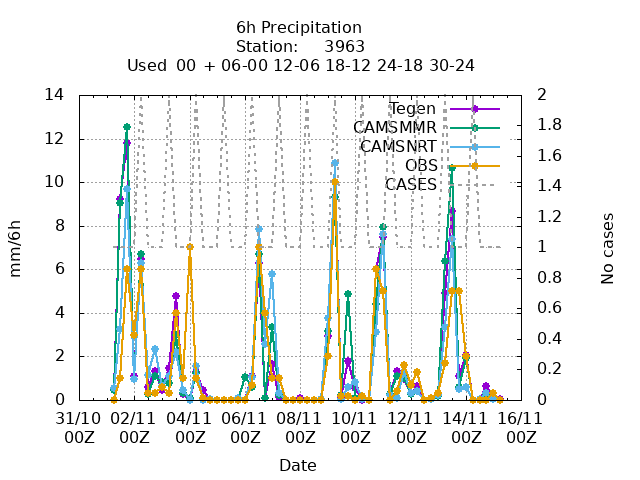 6h Precipitation
Station: 3963
Used 00 + 06-00 12-06 18-12 24-18 30-24
14 2
12 1.8
10 1.6
8 1.4
6 1.2
4 1
2 0.8
0 0.6
0.4
0.2
0
mm/6h
No cases
Tegen
CAMSMMR
CAMSNRT
OBS
CASES
31/10 02/11 04/11 06/11 08/11 10/11 12/11 14/11 16/11
00Z 00Z 00Z 00Z 00Z 00Z 00Z 00Z 00Z
Date